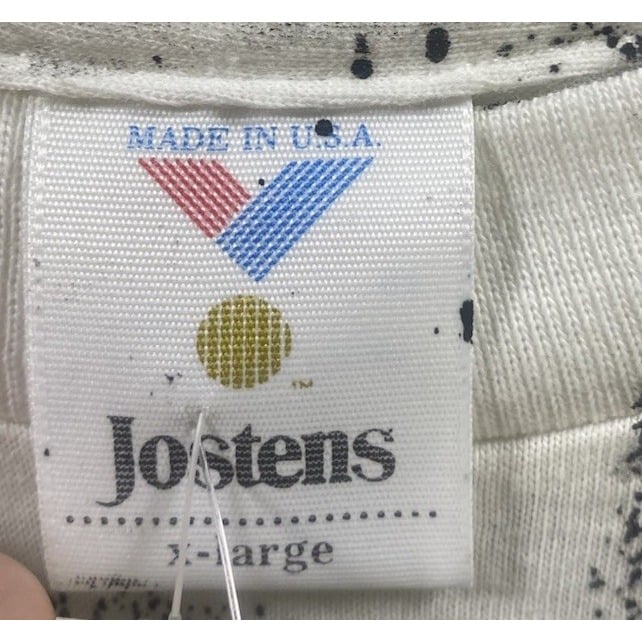 MADE IN U.S.A.
TM
Jostens
x-large